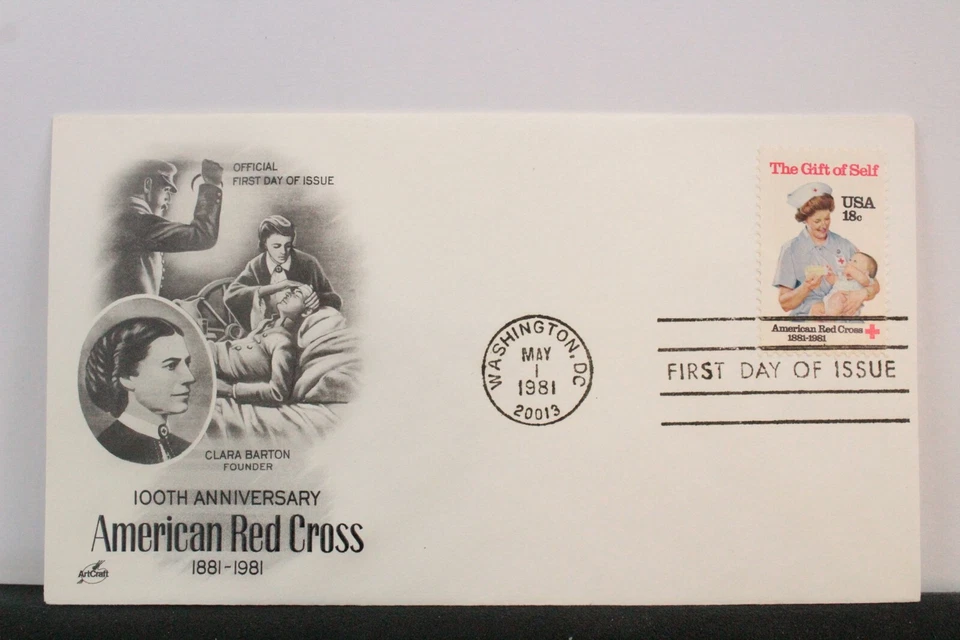 OFFICIAL
FIRST DAY OF ISSUE
CLARA BARTON
FOUNDER
100TH ANNIVERSARY
American Red Cross
1881-1981
ArtCraft
WASHINGTON, DC
MAY
1
1981
20013
The Gift of Self
USA
18c
American Red Cross
1881-1981
FIRST DAY OF ISSUE